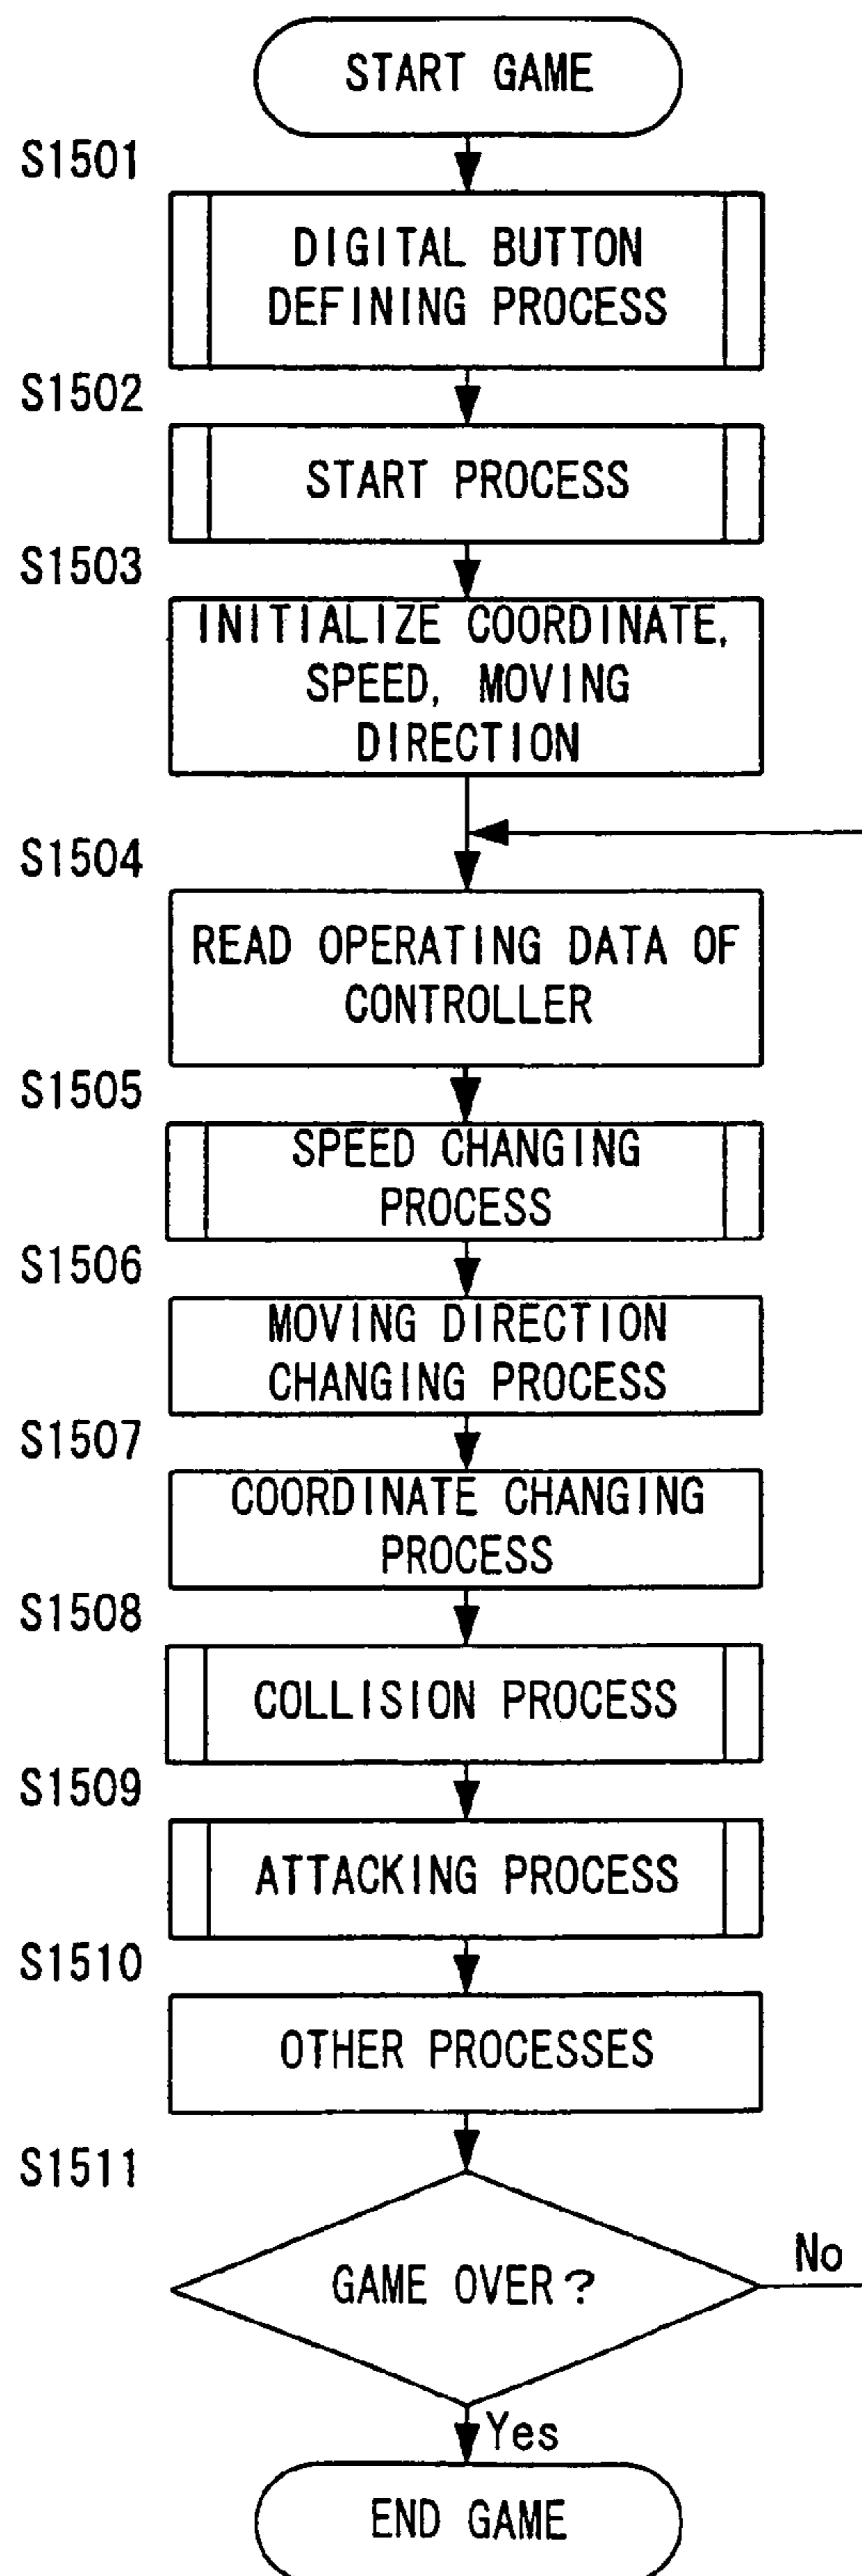 START GAME
S1501
DIGITAL BUTTON
DEFINING PROCESS
S1502
START PROCESS
S1503
INITIALIZE COORDINATE,
SPEED, MOVING
DIRECTION
S1504
READ OPERATING DATA OF
CONTROLLER
S1505
SPEED CHANGING
PROCESS
S1506
MOVING DIRECTION
CHANGING PROCESS
S1507
COORDINATE CHANGING
PROCESS
S1508
COLLISION PROCESS
S1509
ATTACKING PROCESS
S1510
OTHER PROCESSES
S1511
GAME OVER?
No
Yes
END GAME